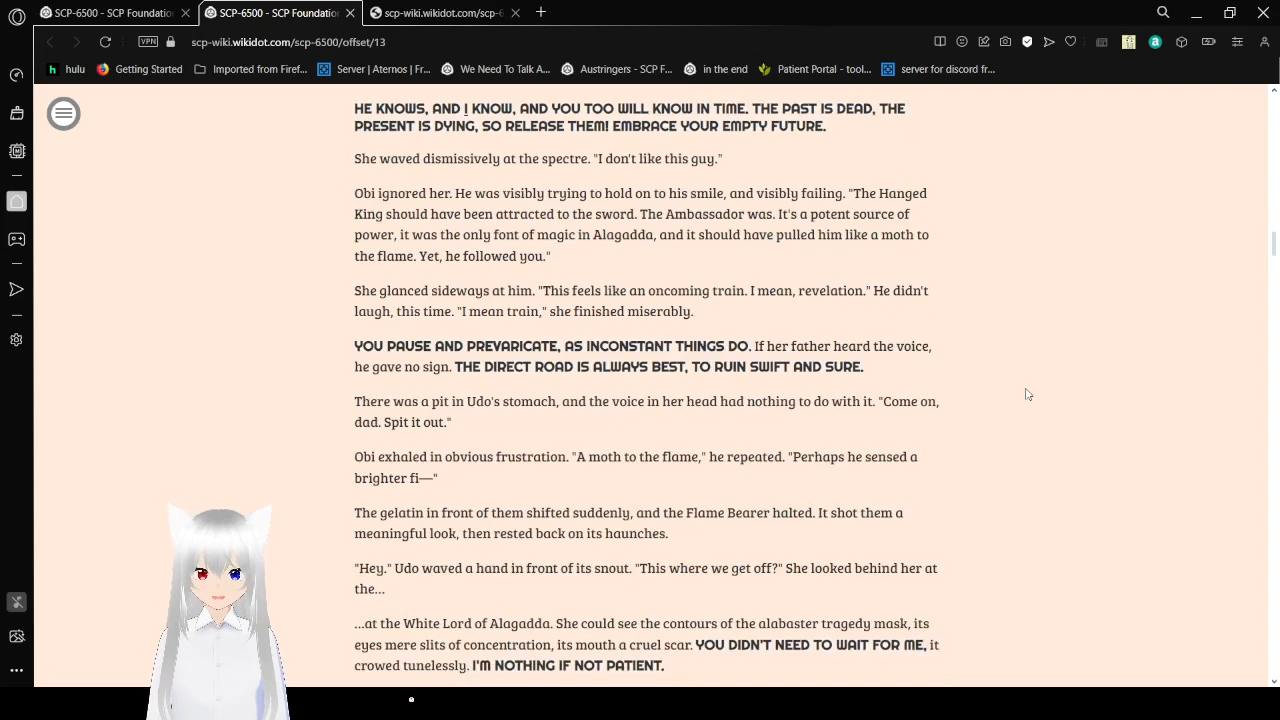 SCP-6500 - SCP Foundation
SCP-6500 - SCP Foundation
scp-wiki.wikidot.com/scp-6
VPN
scp-wiki.wikidot.com/scp-6500/offset/13
hulu
Getting Started
Imported from Firef...
Server | Aternos | Fr...
We Need To Talk A...
Austringers - SCP F...
in the end
Patient Portal - tool...
server for discord fr...
HE KNOWS, AND I KNOW, AND YOU TOO WILL KNOW IN TIME. THE PAST IS DEAD, THE
PRESENT IS DYING, SO RELEASE THEM! EMBRACE YOUR EMPTY FUTURE.
She waved dismissively at the spectre. "I don't like this guy."
Obi ignored her. He was visibly trying to hold on to his smile, and visibly failing. "The Hanged
King should have been attracted to the sword. The Ambassador was. It's a potent source of
power, it was the only font of magic in Alagadda, and it should have pulled him like a moth to
the flame. Yet, he followed you."
She glanced sideways at him. "This feels like an oncoming train. I mean, revelation." He didn't
laugh, this time. "I mean train," she finished miserably.
YOU PAUSE AND PREVARICATE, AS INCONSTANT THINGS DO. If her father heard the voice,
he gave no sign. THE DIRECT ROAD IS ALWAYS BEST, TO RUIN SWIFT AND SURE.
There was a pit in Udo's stomach, and the voice in her head had nothing to do with it. "Come on,
dad. Spit it out."
Obi exhaled in obvious frustration. "A moth to the flame," he repeated. "Perhaps he sensed a
brighter fi—"
The gelatin in front of them shifted suddenly, and the Flame Bearer halted. It shot them a
meaningful look, then rested back on its haunches.
"Hey." Udo waved a hand in front of its snout. "This where we get off?" She looked behind her at
the...
...at the White Lord of Alagadda. She could see the contours of the alabaster tragedy mask, its
eyes mere slits of concentration, its mouth a cruel scar. YOU DIDN'T NEED TO WAIT FOR ME, it
crowed tunelessly. I'M NOTHING IF NOT PATIENT.